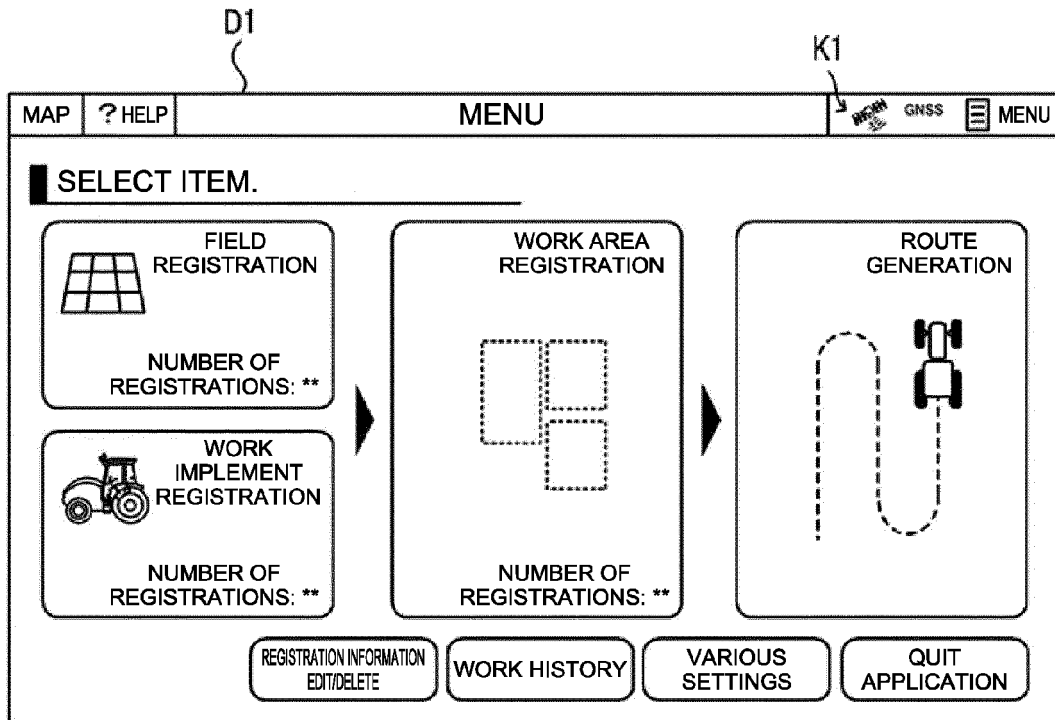 D1
K1
MAP
? HELP
MENU
GNSS
MENU
SELECT ITEM.
FIELD
REGISTRATION
NUMBER OF
REGISTRATIONS: **
WORK
IMPLEMENT
REGISTRATION
NUMBER OF
REGISTRATIONS: **
WORK AREA
REGISTRATION
NUMBER OF
REGISTRATIONS: **
ROUTE
GENERATION
REGISTRATION INFORMATION
EDIT/DELETE
WORK HISTORY
VARIOUS
SETTINGS
QUIT
APPLICATION